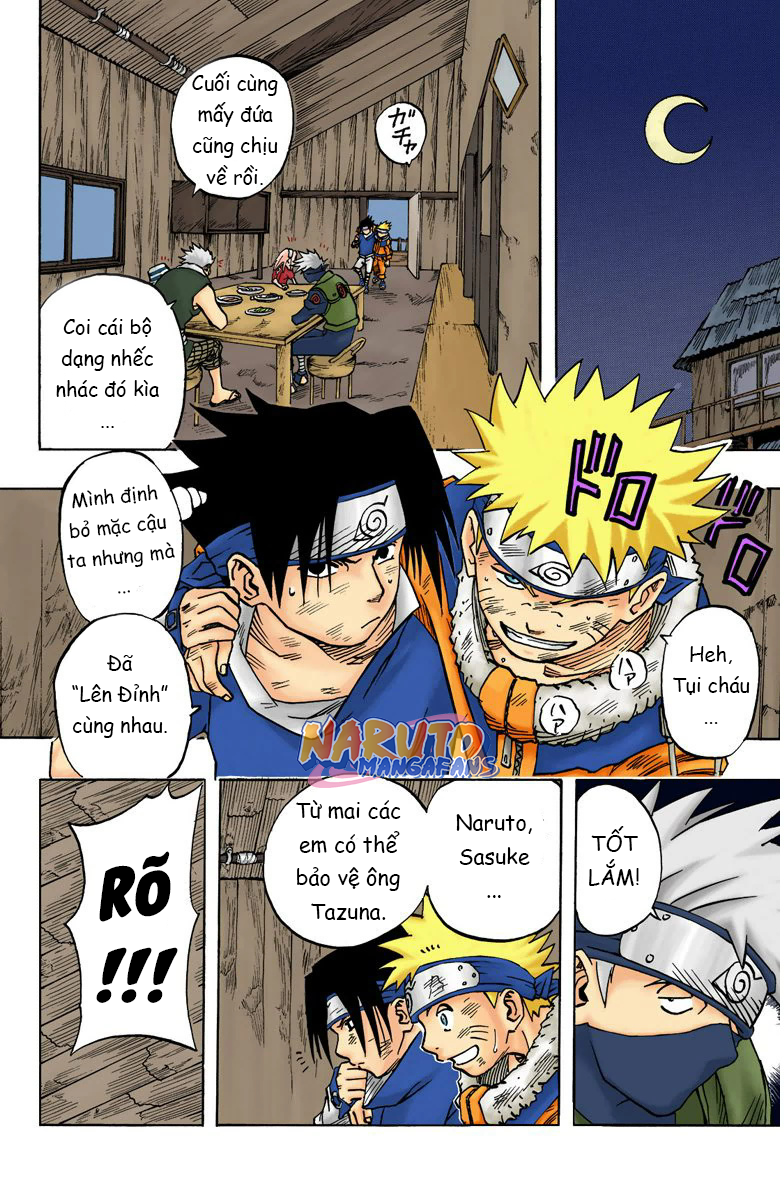 Cuối cùng
mấy đứa
cũng chịu
về rồi.
ガチャ
Coi cái bộ
dạng nhếc
nhác đó kìa
...
ドロ
ドロ
Heh,
Tụi cháu
...
ハァ
ハァ
Mình định
bỏ mặc cậu
ta nhưng mà
...
Đã
“Lên Đỉnh”
cùng nhau.
NARUTO
MANGAFANS
TỐT
LẮM!
Naruto,
Sasuke
...
Từ mai các
em có thể
bảo vệ ông
Tazuna.
RÕ
!!!